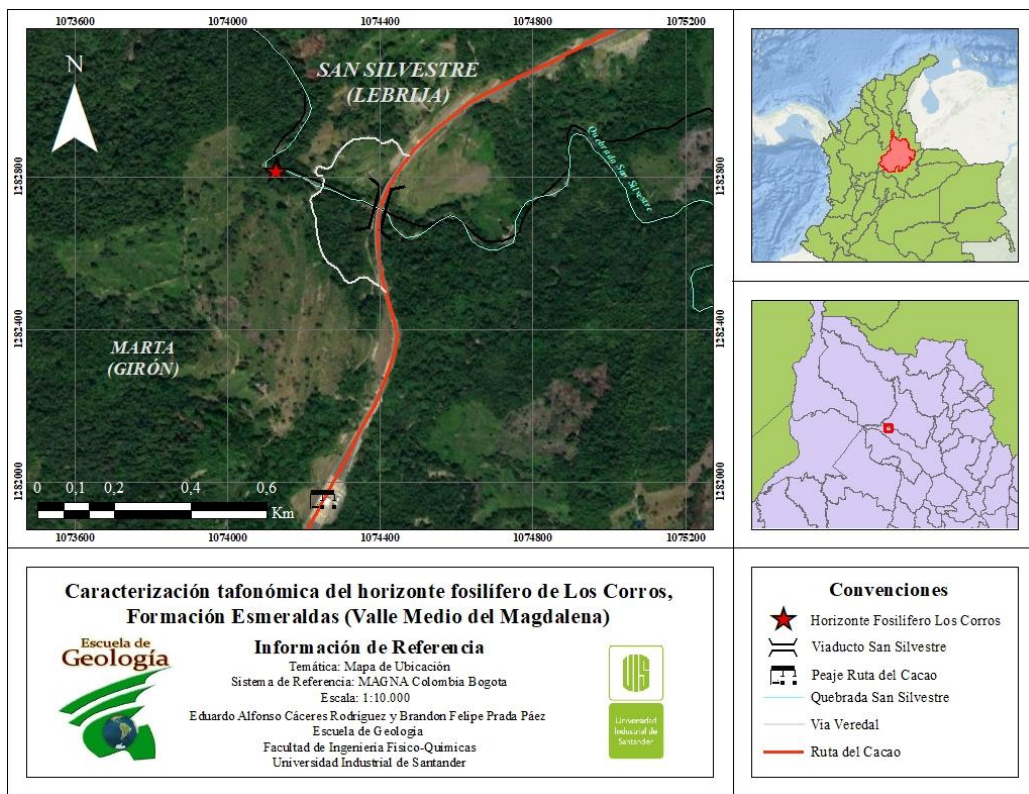 1073600
1074000
1074400
1074800
1075200
N
SAN SILVESTRE
(LEBRIJA)
Quebrada San Silvestre
1282800
1282800
1282400
1282400
MARTA
(GIRÓN)
1282000
1282000
0 0,1 0,2 0,4 0,6
Km
1073600
1074000
1074400
1074800
1075200
Caracterización tafonómica del horizonte fosilífero de Los Corros,
Formación Esmeraldas (Valle Medio del Magdalena)
Escuela de
Geología
Información de Referencia
Temática: Mapa de Ubicación
Sistema de Referencia: MAGNA Colombia Bogota
Escala: 1:10.000
Eduardo Alfonso Cáceres Rodriguez y Brandon Felipe Prada Páez
Escuela de Geología
Facultad de Ingeniería Físico-Químicas
Universidad Industrial de Santander
UIS
Universidad
Industrial de
Santander
Convenciones
Horizonte Fosilífero Los Corros
Viaducto San Silvestre
Peaje Ruta del Cacao
Quebrada San Silvestre
Via Veredal
Ruta del Cacao